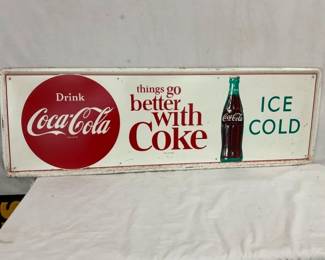 Drink
Coca-Cola
things go
better
with
Coke
Coca-Cola
ICE
COLD